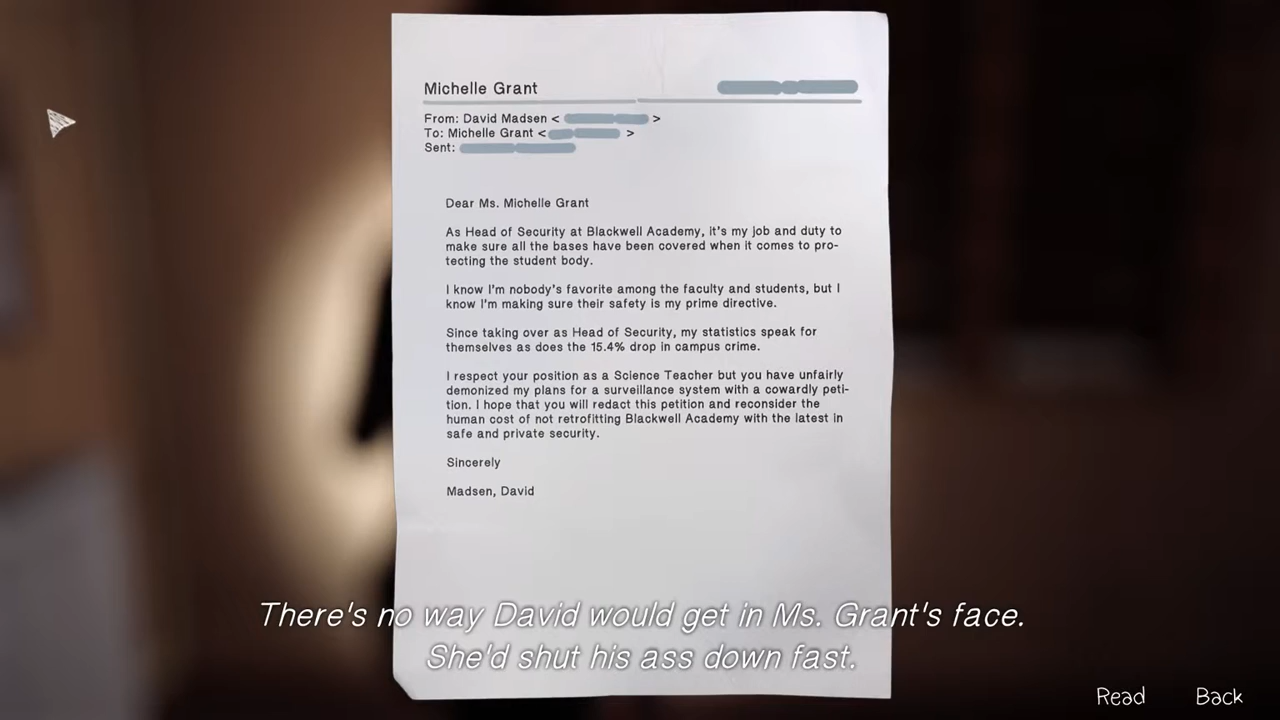 Michelle Grant
From: David Madsen < >
To: Michelle Grant < >
Sent:
Dear Ms. Michelle Grant
As Head of Security at Blackwell Academy, it's my job and duty to
make sure all the bases have been covered when it comes to pro-
tecting the student body.
I know I'm nobody's favorite among the faculty and students, but I
know I'm making sure their safety is my prime directive.
Since taking over as Head of Security, my statistics speak for
themselves as does the 15.4% drop in campus crime.
I respect your position as a Science Teacher but you have unfairly
demonized my plans for a surveillance system with a cowardly peti-
tion. I hope that you will redact this petition and reconsider the
human cost of not retrofitting Blackwell Academy with the latest in
safe and private security.
Sincerely
Madsen, David
There's no way David would get in Ms. Grant's face.
She'd shut his ass down fast.
Read Back